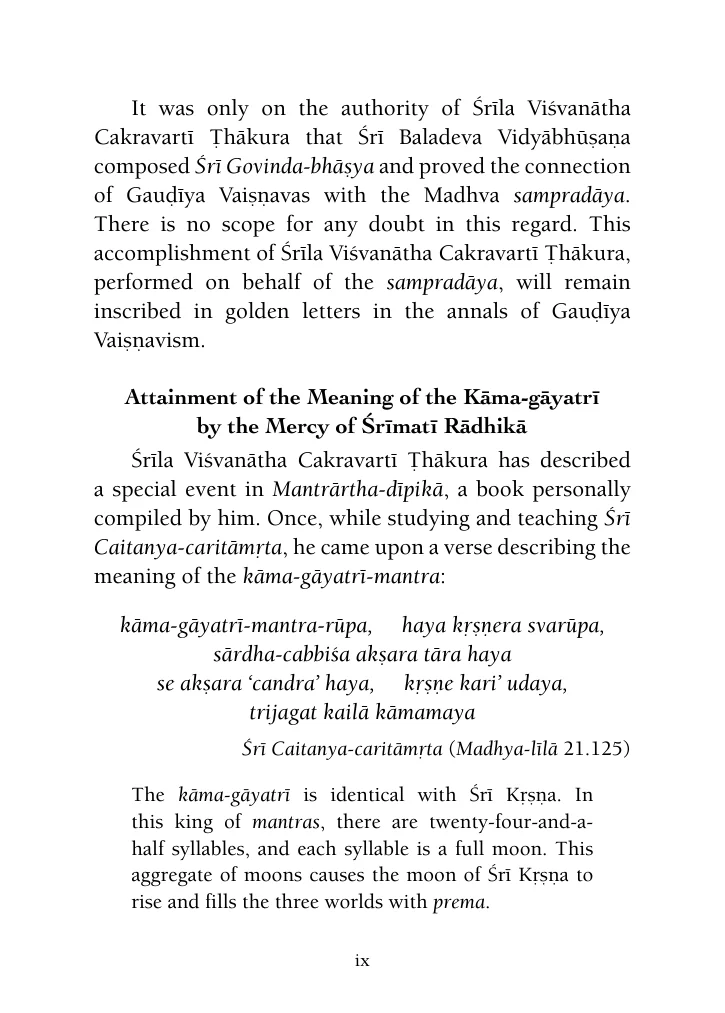 It was only on the authority of Śrīla Viśvanātha
Cakravartī Ṭhākura that Śrī Baladeva Vidyābhūṣaṇa
composed Śrī Govinda-bhāṣya and proved the connection
of Gauḍīya Vaiṣṇavas with the Madhva sampradāya.
There is no scope for any doubt in this regard. This
accomplishment of Śrīla Viśvanātha Cakravartī Ṭhākura,
performed on behalf of the sampradāya, will remain
inscribed in golden letters in the annals of Gauḍīya
Vaiṣṇavism.
Attainment of the Meaning of the Kāma-gāyatrī
by the Mercy of Śrīmatī Rādhikā
Śrīla Viśvanātha Cakravartī Ṭhākura has described
a special event in Mantrārtha-dīpikā, a book personally
compiled by him. Once, while studying and teaching Śrī
Caitanya-caritāmṛta, he came upon a verse describing the
meaning of the kāma-gāyatrī-mantra:
kāma-gāyatrī-mantra-rūpa, haya kṛṣṇera svarūpa,
sārdha-cabbiśa akṣara tāra haya
se akṣara ‘candra’ haya, kṛṣṇe kari’ udaya,
trijagat kailā kāmamaya
Śrī Caitanya-caritāmṛta (Madhya-līlā 21.125)
The kāma-gāyatrī is identical with Śrī Kṛṣṇa. In
this king of mantras, there are twenty-four-and-a-
half syllables, and each syllable is a full moon. This
aggregate of moons causes the moon of Śrī Kṛṣṇa to
rise and fills the three worlds with prema.
ix